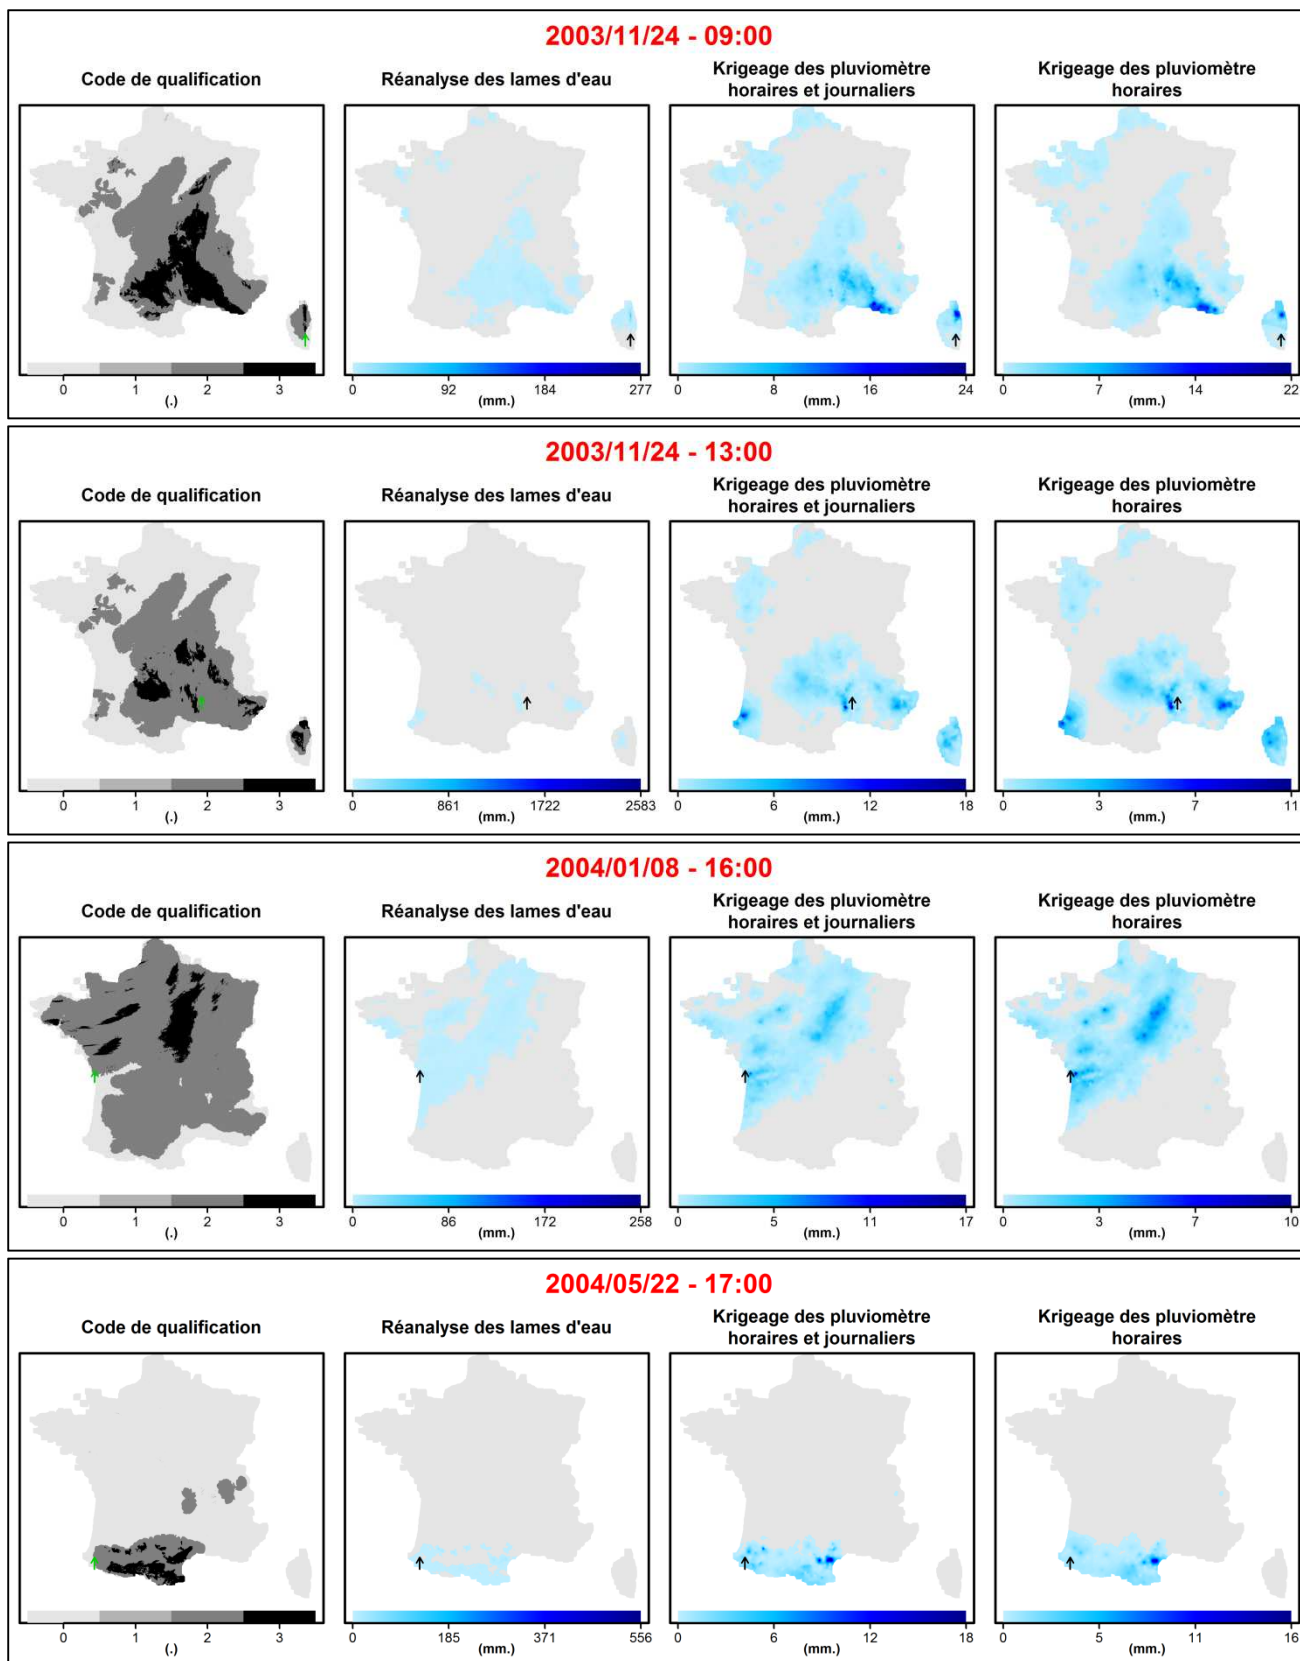 2003/11/24 - 09:00
Code de qualification
Réanalyse des lames d'eau
Krigeage des pluviomètre
horaires et journaliers
Krigeage des pluviomètre
horaires
0 1 2 3
(.)
0 92 184 277
(mm.)
0 8 16 24
(mm.)
0 7 14 22
(mm.)
2003/11/24 - 13:00
Code de qualification
Réanalyse des lames d'eau
Krigeage des pluviomètre
horaires et journaliers
Krigeage des pluviomètre
horaires
0 1 2 3
(.)
0 861 1722 2583
(mm.)
0 6 12 18
(mm.)
0 3 7 11
(mm.)
2004/01/08 - 16:00
Code de qualification
Réanalyse des lames d'eau
Krigeage des pluviomètre
horaires et journaliers
Krigeage des pluviomètre
horaires
0 1 2 3
(.)
0 86 172 258
(mm.)
0 5 11 17
(mm.)
0 3 7 10
(mm.)
2004/05/22 - 17:00
Code de qualification
Réanalyse des lames d'eau
Krigeage des pluviomètre
horaires et journaliers
Krigeage des pluviomètre
horaires
0 1 2 3
(.)
0 185 371 556
(mm.)
0 6 12 18
(mm.)
0 5 11 16
(mm.)